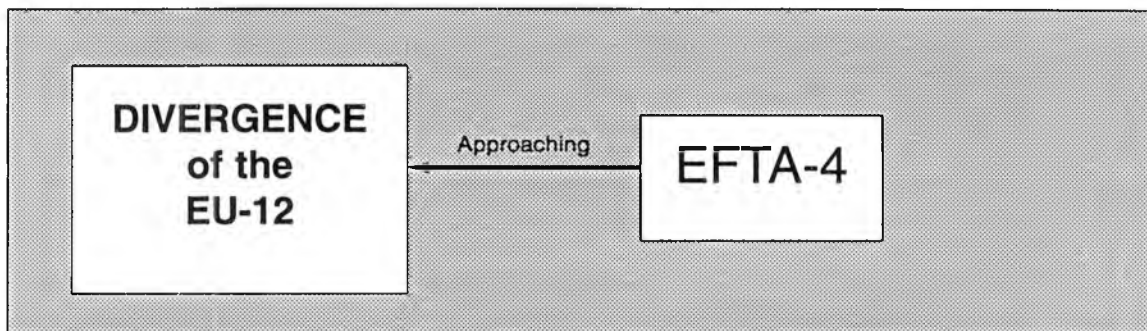 DIVERGENCE
of the
EU-12
Approaching
EFTA-4